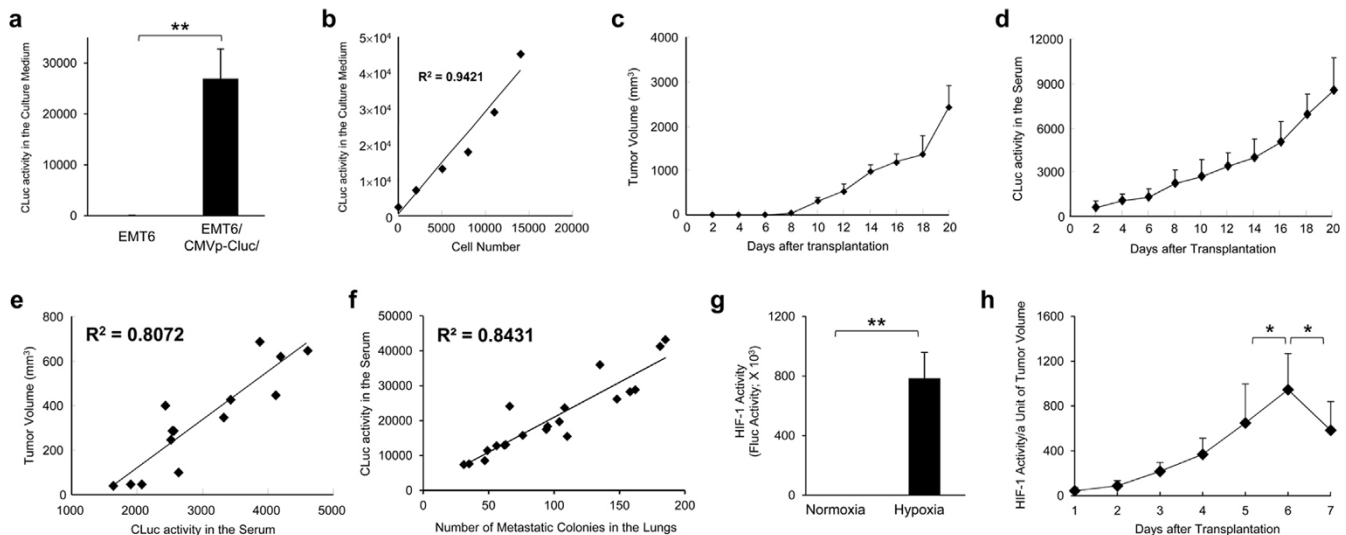 a
**
CLuc activity in the Culture Medium
30000
20000
10000
0
EMT6
EMT6/
CMVp-Cluc/
b
R² = 0.9421
CLuc activity in the Culture Medium
5×10⁴
4×10⁴
3×10⁴
2×10⁴
1×10⁴
0
0 5000 10000 15000 20000
Cell Number
c
Tumor Volume (mm³)
4000
3000
2000
1000
0
0 2 4 6 8 10 12 14 16 18 20
Days after transplantation
d
CLuc activity in the Serum
12000
9000
6000
3000
0
0 2 4 6 8 10 12 14 16 18 20
Days after Transplantation
e
R² = 0.8072
Tumor Volume (mm³)
800
600
400
200
0
1000 2000 3000 4000 5000
CLuc activity in the Serum
f
R² = 0.8431
CLuc activity in the Serum
50000
40000
30000
20000
10000
0
0 50 100 150 200
Number of Metastatic Colonies in the Lungs
g
**
HIF-1 Activity
(Fluc Activity; X 10³)
1200
800
400
0
Normoxia Hypoxia
h
* *
HIF-1 Activity/a Unit of Tumor Volume
1600
1200
800
400
0
1 2 3 4 5 6 7
Days after Transplantation